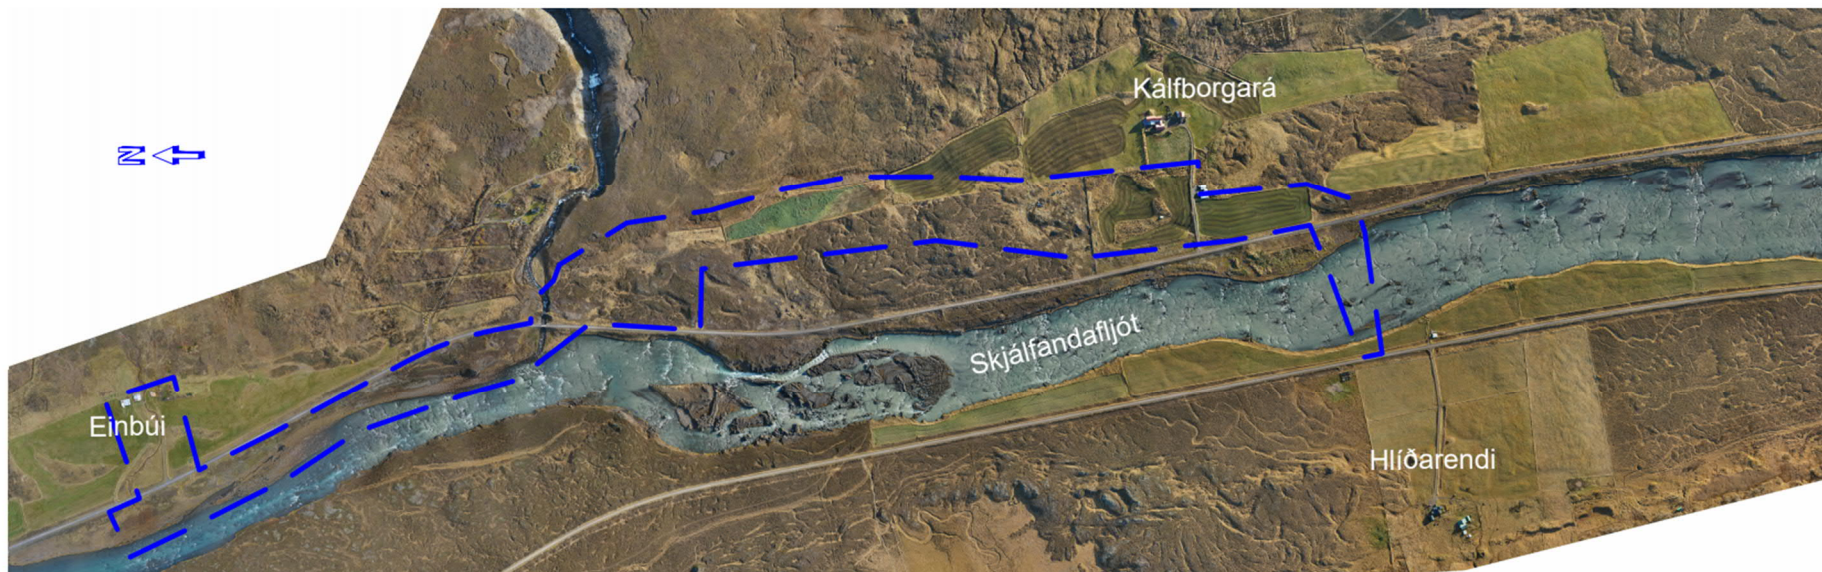 Kálfborgará
N
Skjálfandafljót
Einbúi
Hlíðarendi